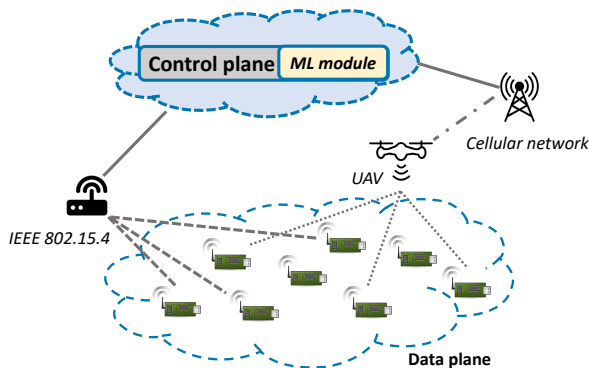 Control plane
ML module
Cellular network
UAV
IEEE 802.15.4
Data plane